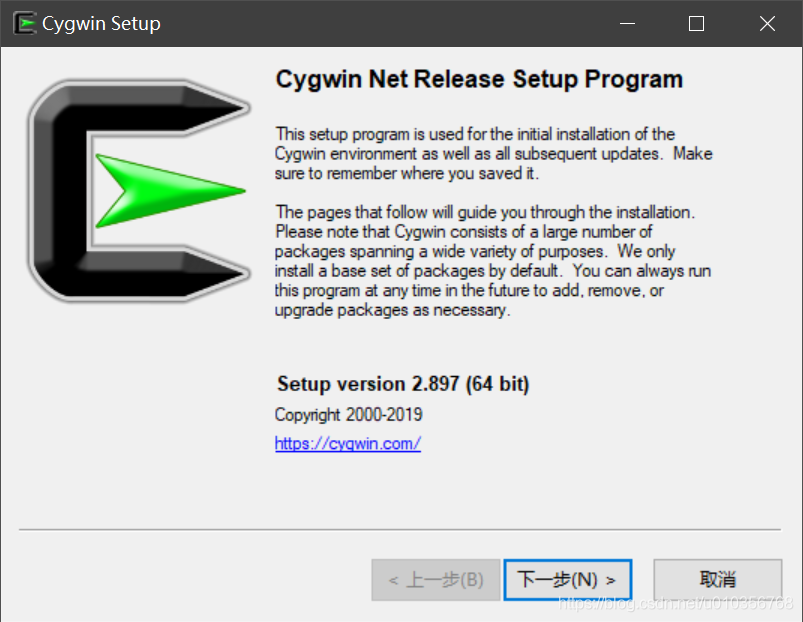 Cygwin Setup
Cygwin Net Release Setup Program
This setup program is used for the initial installation of the
Cygwin environment as well as all subsequent updates.  Make
sure to remember where you saved it.
The pages that follow will guide you through the installation.
Please note that Cygwin consists of a large number of
packages spanning a wide variety of purposes.  We only
install a base set of packages by default.  You can always run
this program at any time in the future to add, remove, or
upgrade packages as necessary.
Setup version 2.897 (64 bit)
Copyright 2000-2019
https://cygwin.com/
< 上一步(B)
下一步(N) >
取消
https://blog.csdn.net/u010356768